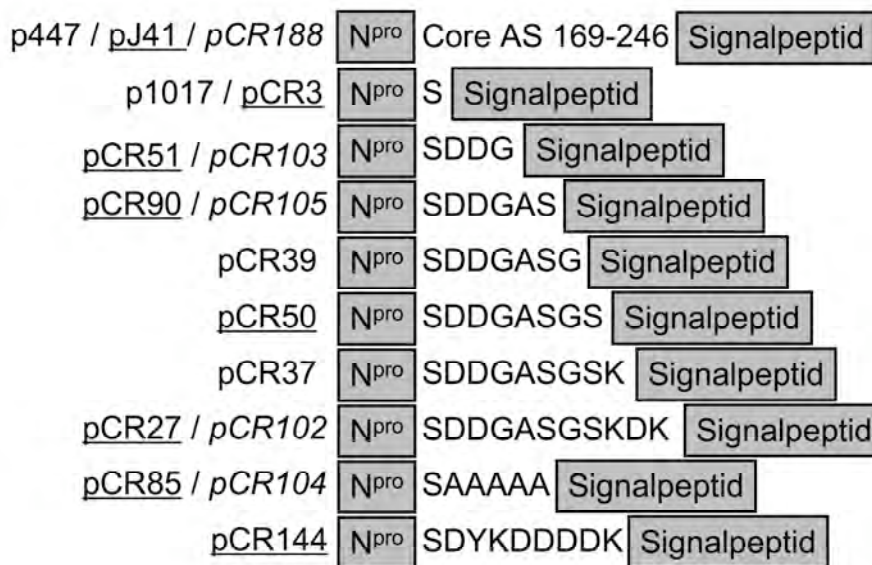 p447 / pJ41 / pCR188 Npro Core AS 169-246 Signalpeptid
p1017 / pCR3 Npro S Signalpeptid
pCR51 / pCR103 Npro SDDG Signalpeptid
pCR90 / pCR105 Npro SDDGAS Signalpeptid
pCR39 Npro SDDGASG Signalpeptid
pCR50 Npro SDDGASGS Signalpeptid
pCR37 Npro SDDGASGSK Signalpeptid
pCR27 / pCR102 Npro SDDGASGSKDK Signalpeptid
pCR85 / pCR104 Npro SAAAAA Signalpeptid
pCR144 Npro SDYKDDDDK Signalpeptid